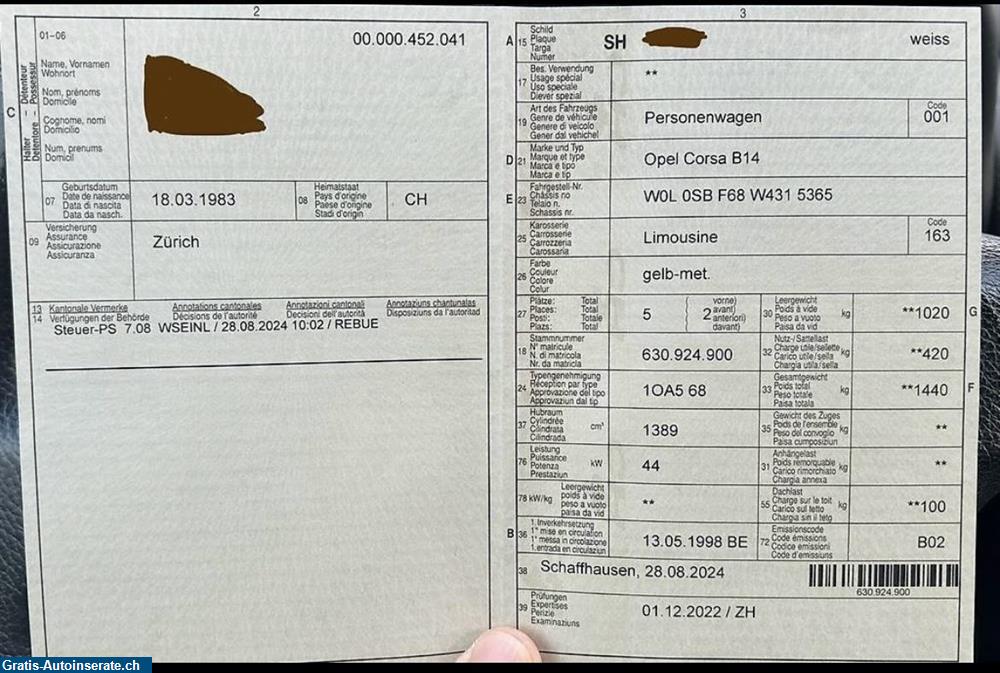 2
01-06
00.000.452.041
C
Halter – Détenteur
Detentore – Possessur
Name, Vornamen
Wohnort
Nom, prénoms
Domicile
Cognome, nomi
Domicilio
Num, prenums
Domicil
07
Geburtsdatum
Date de naissance
Data di nascita
Data da nasch.
18.03.1983
08
Heimatstaat
Pays d'origine
Paese d'origine
Stadi d'origin
CH
09
Versicherung
Assurance
Assicurazione
Assicuranza
Zürich
13 Kantonale Vermerke Annotations cantonales Annotazioni cantonali Annotaziuns chantunalas
14 Verfügungen der Behörde Décisions de l'autorité Decisioni dell'autorità Disposiziuns da l'autoritad
Steuer-PS 7.08 WSEINL / 28.08.2024 10:02 / REBUE
3
A 15
Schild
Plaque
Targa
Numer
SH
weiss
17
Bes. Verwendung
Usage spécial
Uso speciale
Diever spezial
**
19
Art des Fahrzeugs
Genre de véhicule
Genere di veicolo
Gener dal vehichel
Personenwagen
Code
001
D 21
Marke und Typ
Marque et type
Marca e tipo
Marca e tip
Opel Corsa B14
E 23
Fahrgestell-Nr.
Châssis no
Telaio n.
Schassis nr.
W0L 0SB F68 W431 5365
25
Karosserie
Carrosserie
Carrozzeria
Carossaria
Limousine
Code
163
26
Farbe
Couleur
Colore
Colur
gelb-met.
27
Plätze: Total
Places: Total
Posti: Totale
Plazs: Total
5
( 2
vorne)
avant)
anteriori)
davant)
30
Leergewicht
Poids à vide
Peso a vuoto
Paisa da vid
kg
**1020
G
18
Stammnummer
N° matricule
N. di matricola
Nr. da matricla
630.924.900
32
Nutz-/Sattellast
Charge utile/sellette
Carico utile/sella
Chargia utila/sella
kg
**420
24
Typengenehmigung
Réception par type
Approvazione del tipo
Approvaziun dal tip
1OA5 68
33
Gesamtgewicht
Poids total
Peso totale
Paisa totala
kg
**1440
F
37
Hubraum
Cylindrée
Cilindrata
Cilindrada
cm³
1389
35
Gewicht des Zuges
Poids de l'ensemble
Peso del convoglio
Paisa cumposiziun
kg
**
76
Leistung
Puissance
Potenza
Prestaziun
kW
44
31
Anhängelast
Poids remorquable
Carico rimorchiato
Chargia annexa
kg
**
78 kW/kg
Leergewicht
poids à vide
peso a vuoto
paisa da vid
**
55
Dachlast
Charge sur le toit
Carico sul tetto
Chargia sin il tetg
kg
**100
B 36
1.Inverkehrsetzung
1re mise en circulation
1a messa in circolazione
1.entrada en circulaziun
13.05.1998 BE
72
Emissionscode
Code émissions
Codice emissioni
Code d'emissiuns
B02
38
Schaffhausen, 28.08.2024
630.924.900
39
Prüfungen
Expertises
Perizie
Examinaziuns
01.12.2022 / ZH
Gratis-Autoinserate.ch